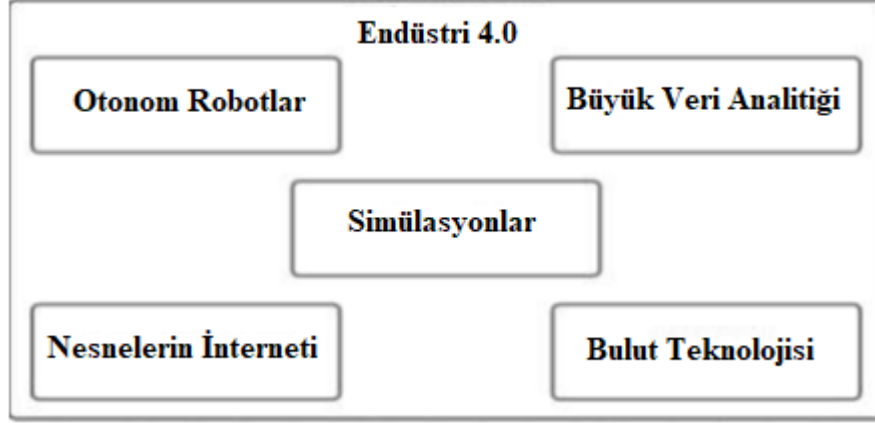 Endüstri 4.0
Otonom Robotlar
Büyük Veri Analitiği
Simülasyonlar
Nesnelerin İnterneti
Bulut Teknolojisi